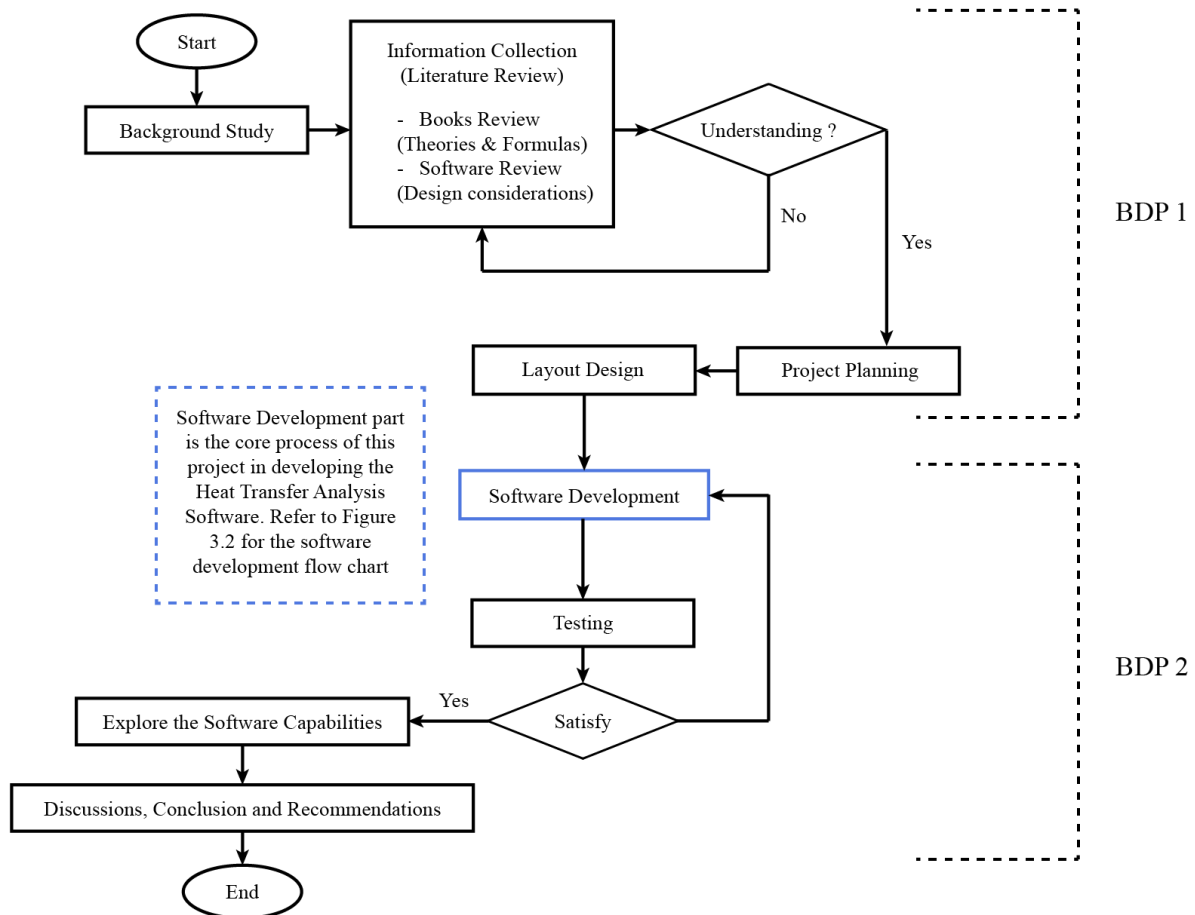 Start
Background Study
Information Collection
(Literature Review)
- Books Review
(Theories & Formulas)
- Software Review
(Design considerations)
Understanding ?
No
Yes
BDP 1
Project Planning
Layout Design
Software Development part
is the core process of this
project in developing the
Heat Transfer Analysis
Software. Refer to Figure
3.2 for the software
development flow chart
Software Development
Testing
Satisfy
Yes
BDP 2
Explore the Software Capabilities
Discussions, Conclusion and Recommendations
End